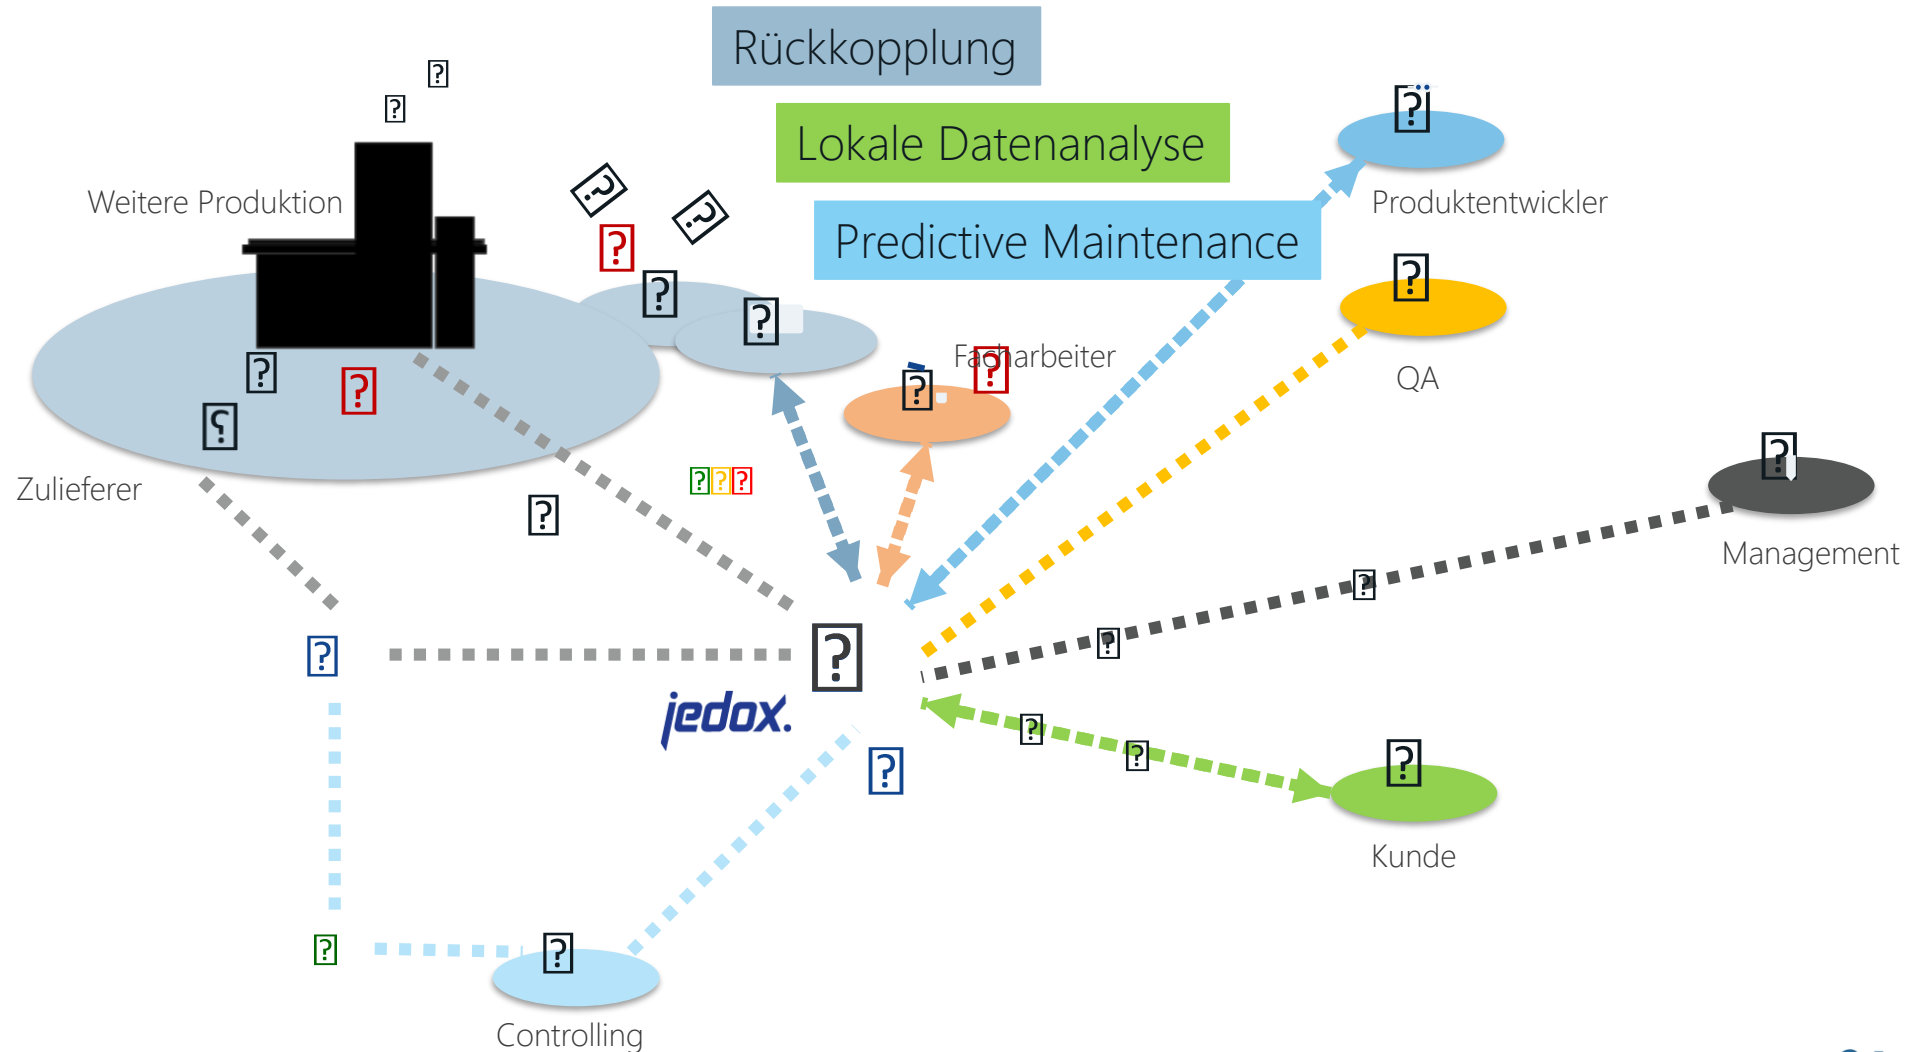 Rückkopplung
Lokale Datenanalyse
Predictive Maintenance
Weitere Produktion
Produktentwickler
Facharbeiter
QA
Zulieferer
Management
jedox.
Kunde
Controlling